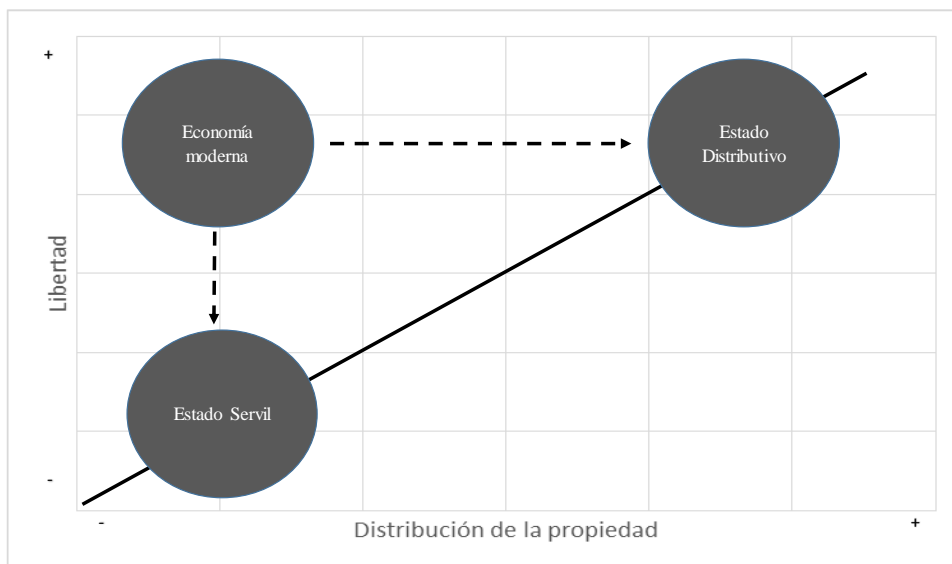 +
Economía
moderna
Estado
Distributivo
Libertad
Estado Servil
-
-
+
Distribución de la propiedad